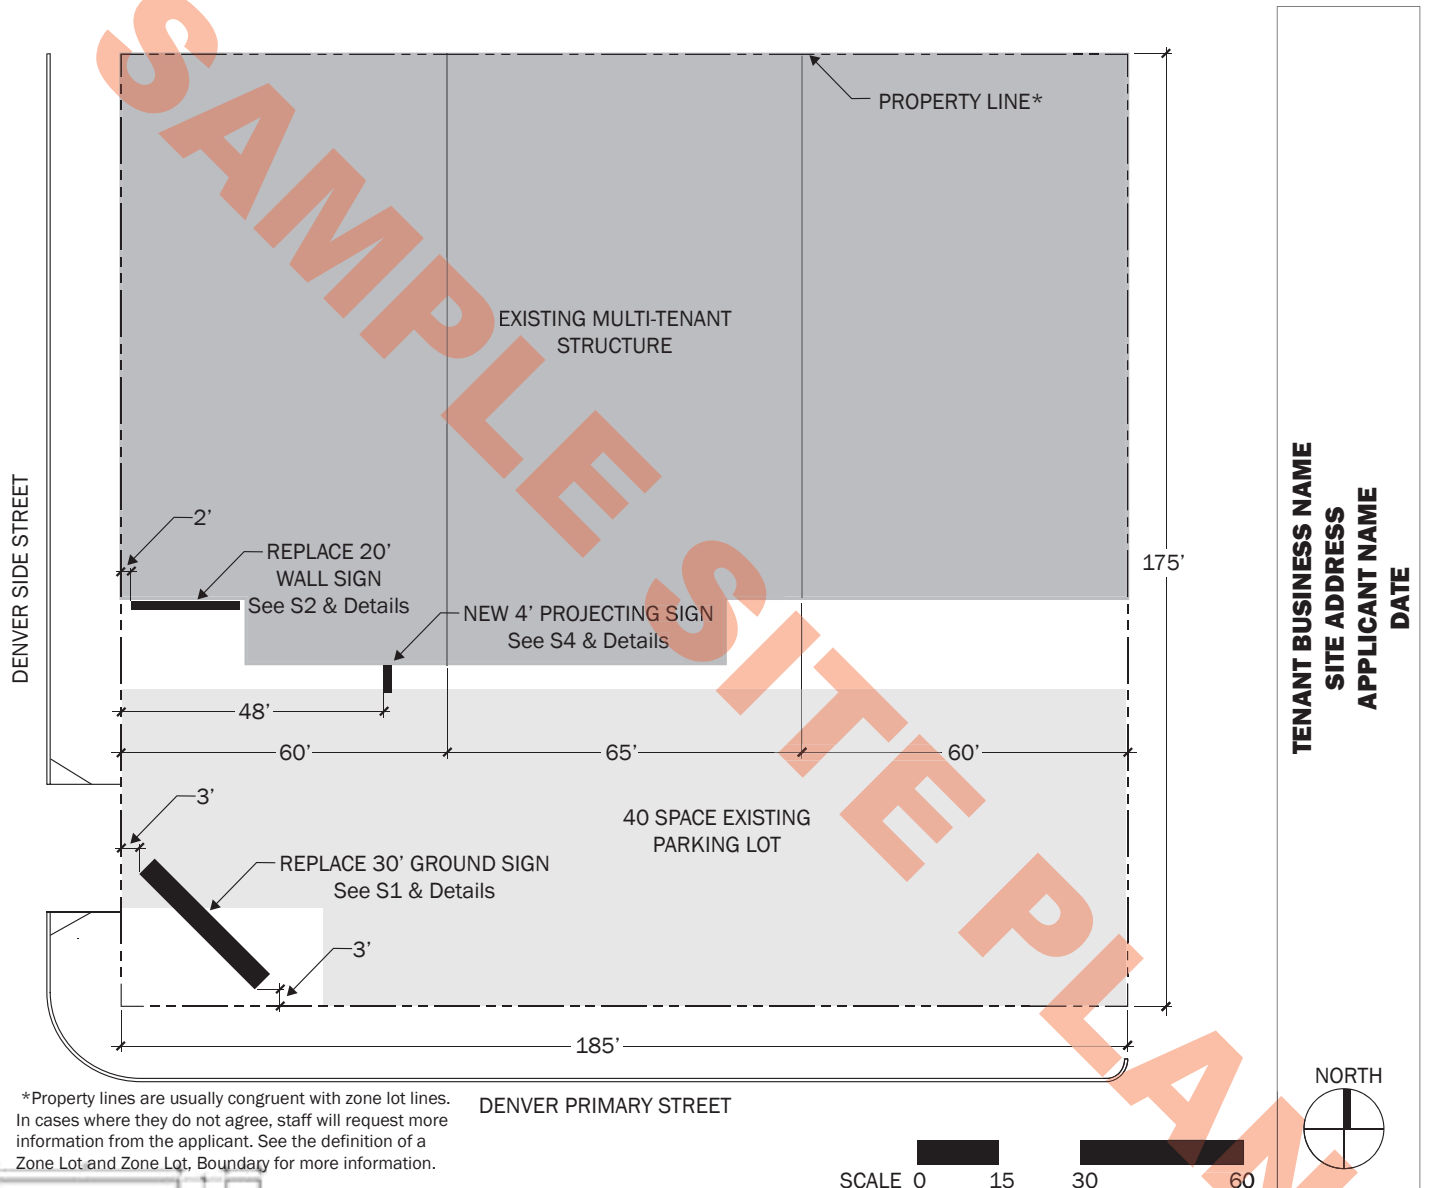 PROPERTY LINE*
EXISTING MULTI-TENANT
STRUCTURE
DENVER SIDE STREET
2'
REPLACE 20'
WALL SIGN
See S2 & Details
NEW 4' PROJECTING SIGN
See S4 & Details
175'
48'
60'
65'
60'
3'
40 SPACE EXISTING
PARKING LOT
REPLACE 30' GROUND SIGN
See S1 & Details
3'
185'
DENVER PRIMARY STREET
*Property lines are usually congruent with zone lot lines.
In cases where they do not agree, staff will request more
information from the applicant. See the definition of a
Zone Lot and Zone Lot, Boundary for more information.
SCALE 0 15 30 60
NORTH
TENANT BUSINESS NAME
SITE ADDRESS
APPLICANT NAME
DATE
SAMPLE SITE PLAN